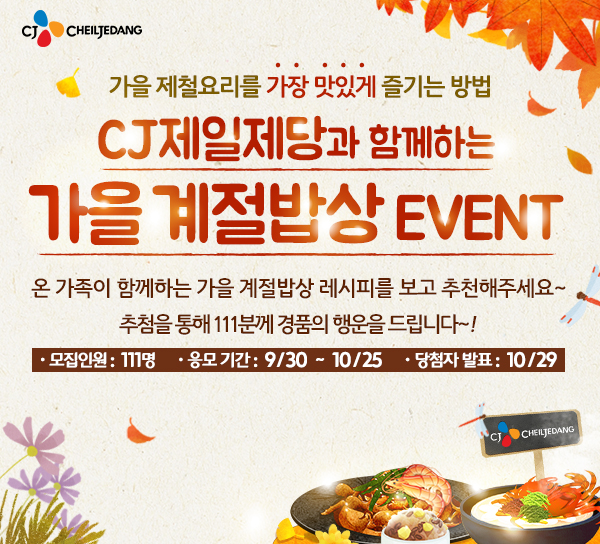 CJ CHEILJEDANG
가을 제철요리를 가장 맛있게 즐기는 방법
CJ제일제당과 함께하는
가을 계절밥상 EVENT
온 가족이 함께하는 가을 계절밥상 레시피를 보고 추천해주세요~
추첨을 통해 111분께 경품의 행운을 드립니다~!
· 모집인원 : 111명 · 응모 기간 : 9/30 ~ 10/25 · 당첨자 발표 : 10/29
CJ CHEILJEDANG